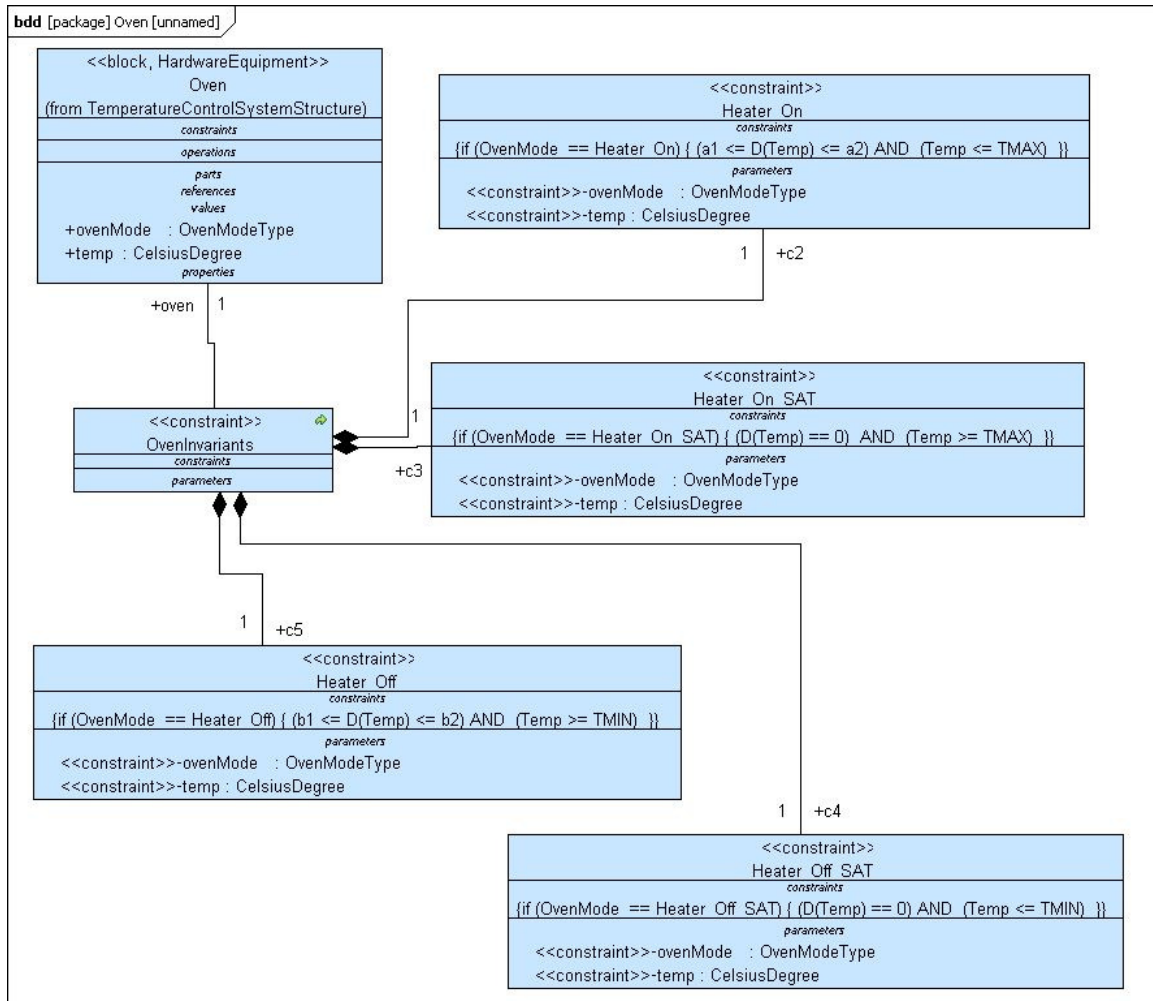 bdd [package] Oven [unnamed]
<<block, HardwareEquipment>>
Oven
(from TemperatureControlSystemStructure)
constraints
operations
parts
references
values
+ovenMode : OvenModeType
+temp : CelsiusDegree
properties
+oven 1
<<constraint>>
Heater_On
constraints
{if (OvenMode == Heater_On) { (a1 <= D(Temp) <= a2) AND (Temp <= TMAX) }}
parameters
<<constraint>>-ovenMode : OvenModeType
<<constraint>>-temp : CelsiusDegree
1 +c2
<<constraint>>
Heater_On_SAT
constraints
{if (OvenMode == Heater_On_SAT) { (D(Temp) == 0) AND (Temp >= TMAX) }}
parameters
<<constraint>>-ovenMode : OvenModeType
<<constraint>>-temp : CelsiusDegree
1
+c3
<<constraint>>
OvenInvariants
constraints
parameters
1 +c5
<<constraint>>
Heater_Off
constraints
{if (OvenMode == Heater_Off) { (b1 <= D(Temp) <= b2) AND (Temp >= TMIN) }}
parameters
<<constraint>>-ovenMode : OvenModeType
<<constraint>>-temp : CelsiusDegree
1 +c4
<<constraint>>
Heater_Off_SAT
constraints
{if (OvenMode == Heater_Off_SAT) { (D(Temp) == 0) AND (Temp <= TMIN) }}
parameters
<<constraint>>-ovenMode : OvenModeType
<<constraint>>-temp : CelsiusDegree